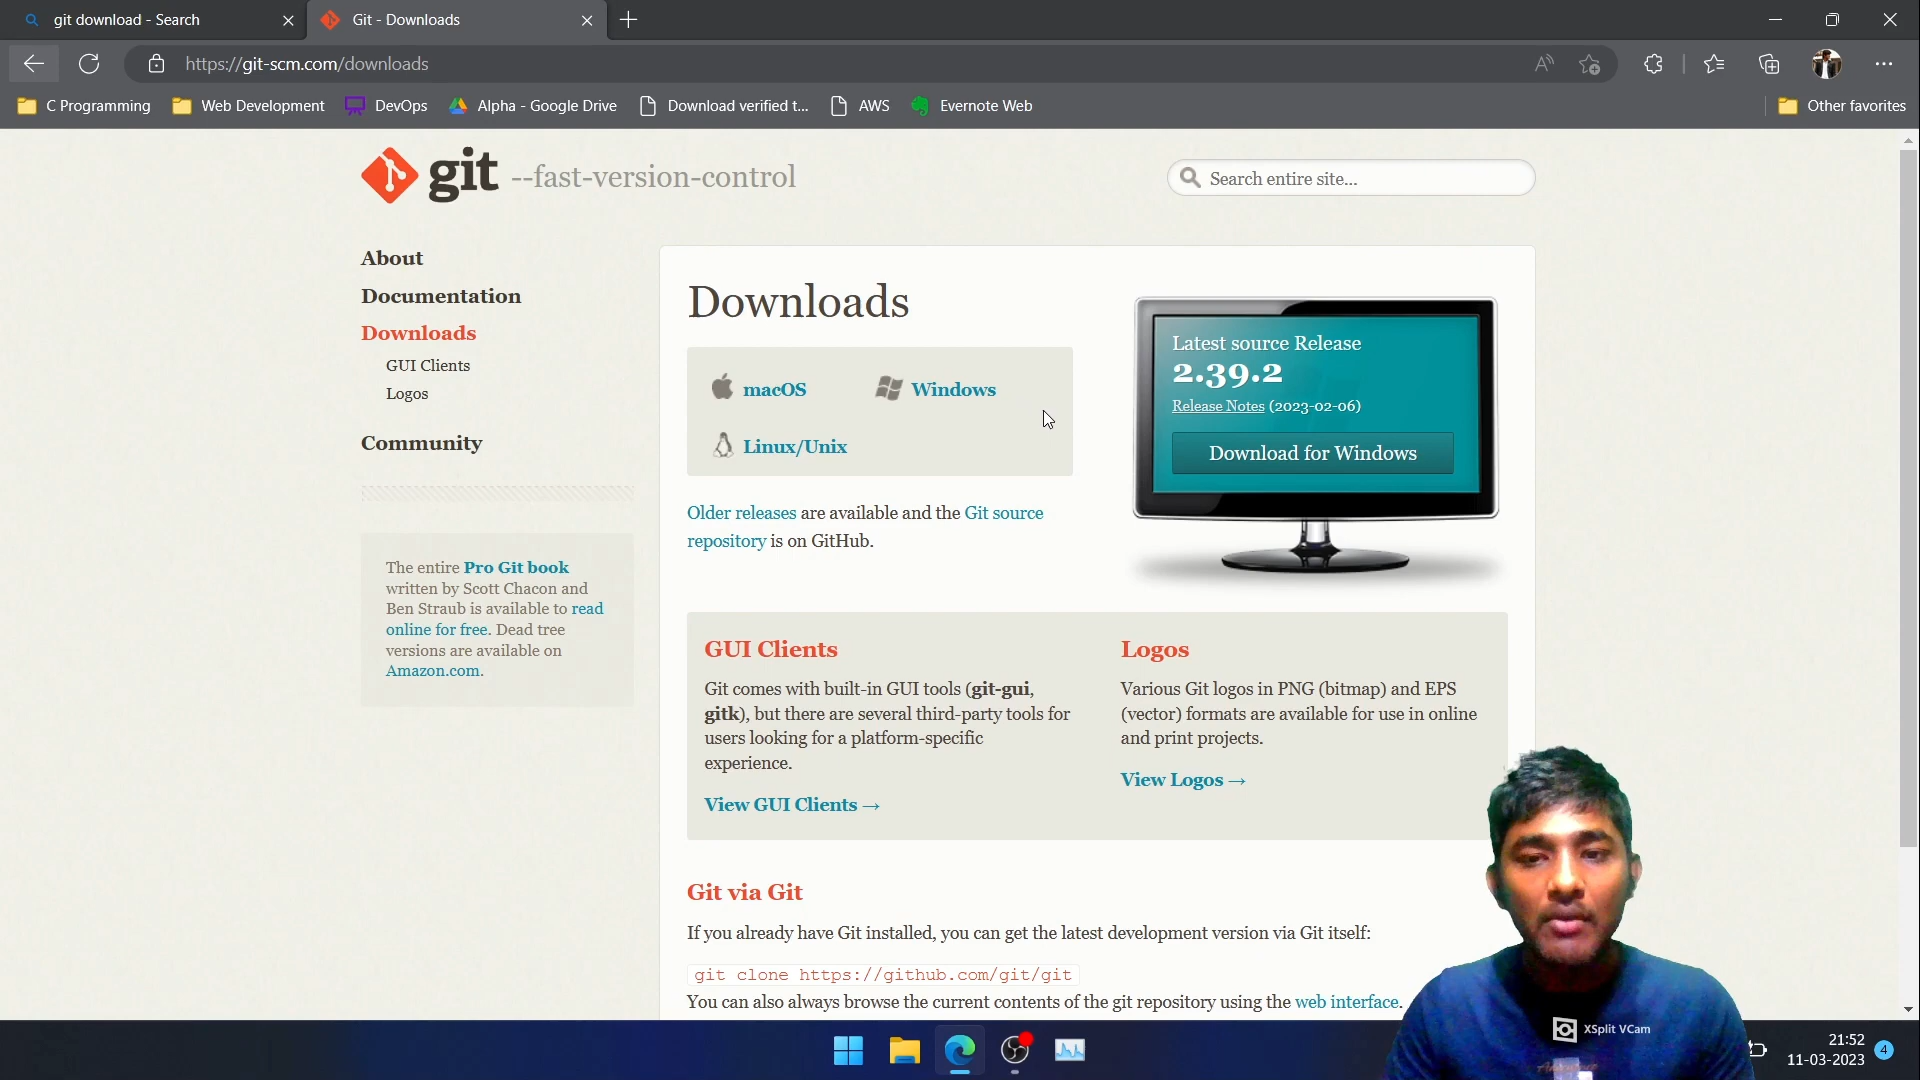 git download - Search
Git - Downloads
https://git-scm.com/downloads
C Programming
Web Development
DevOps
Alpha - Google Drive
Download verified t...
AWS
Evernote Web
Other favorites
git --fast-version-control
Search entire site...
About
Documentation
Downloads
GUI Clients
Logos
Community
The entire Pro Git book
written by Scott Chacon and
Ben Straub is available to read
online for free. Dead tree
versions are available on
Amazon.com.
Downloads
macOS
Windows
Linux/Unix
Older releases are available and the Git source
repository is on GitHub.
Latest source Release
2.39.2
Release Notes (2023-02-06)
Download for Windows
GUI Clients
Git comes with built-in GUI tools (git-gui,
gitk), but there are several third-party tools for
users looking for a platform-specific
experience.
View GUI Clients →
Logos
Various Git logos in PNG (bitmap) and EPS
(vector) formats are available for use in online
and print projects.
View Logos →
Git via Git
If you already have Git installed, you can get the latest development version via Git itself:
git clone https://github.com/git/git
You can also always browse the current contents of the git repository using the web interface.
XSplit VCam
21:52
11-03-2023
4